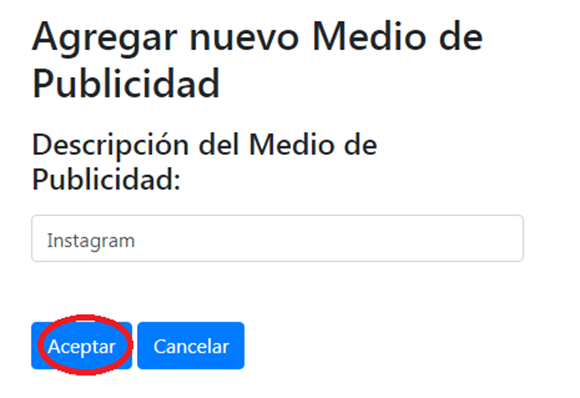 Agregar nuevo Medio de
Publicidad
Descripción del Medio de
Publicidad:
Instagram
Aceptar Cancelar